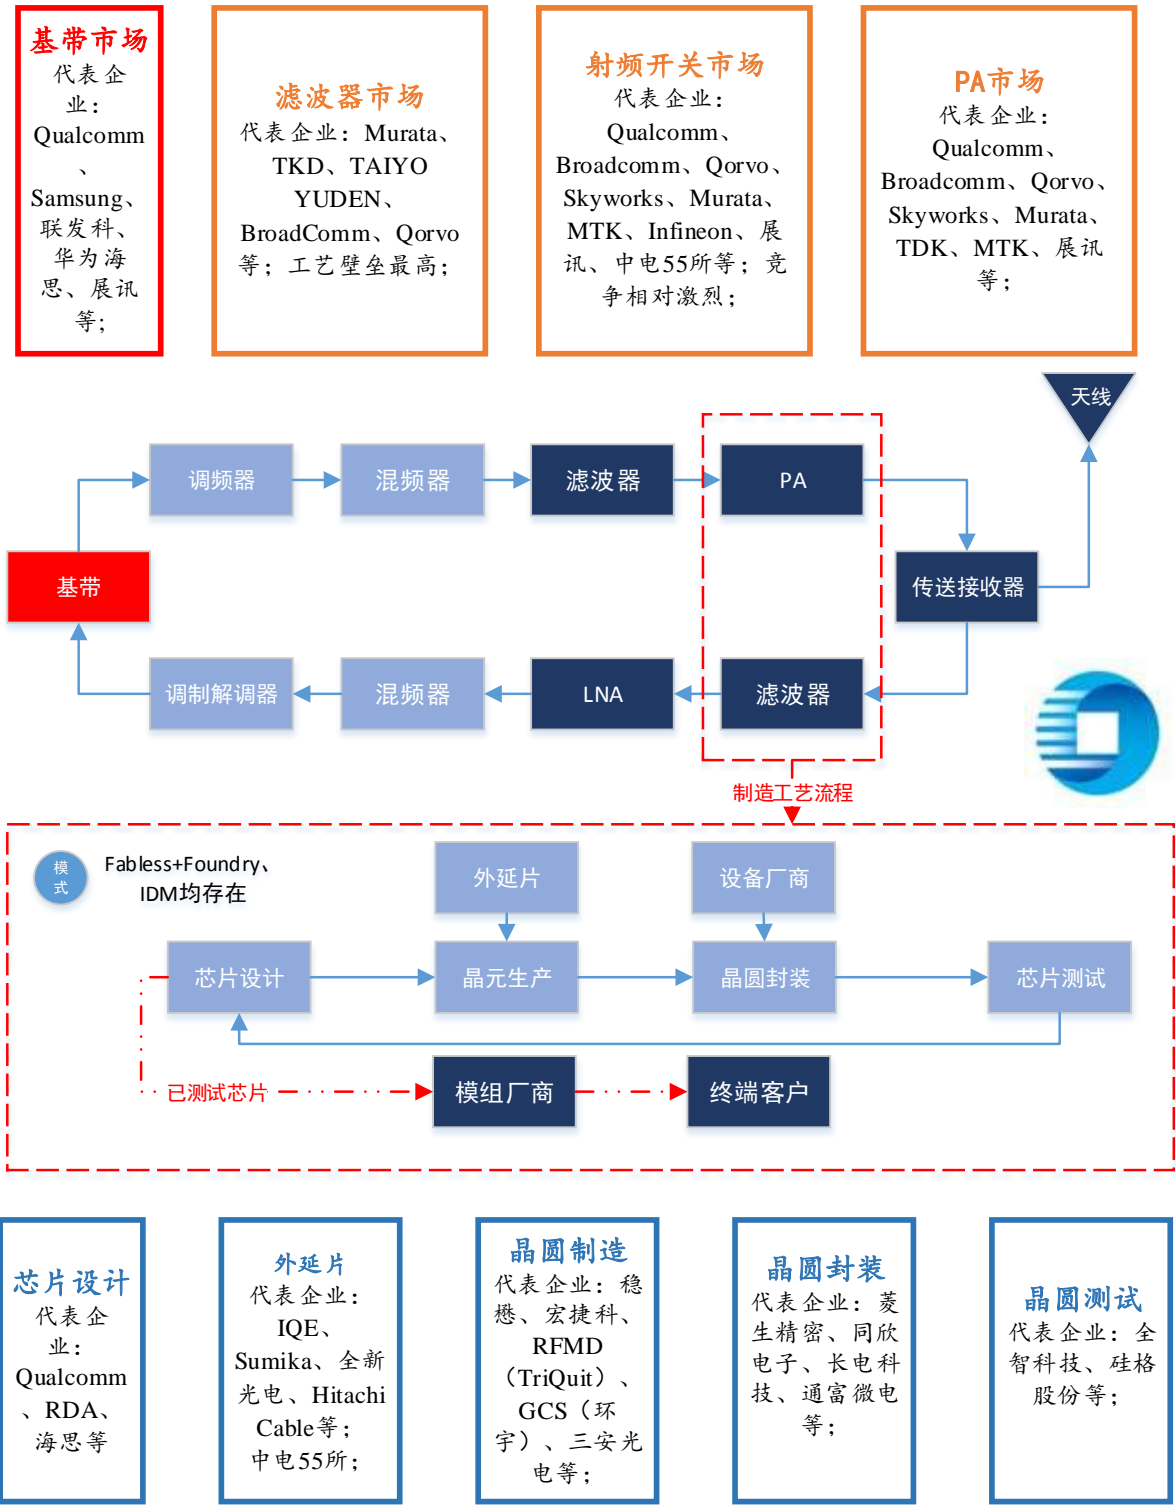 基带市场
代表企
业：
Qualcomm
、
Samsung、
联发科、
华为海
思、展讯
等；
滤波器市场
代表企业：Murata、
TKD、TAIYO
YUDEN、
BroadComm、Qorvo
等；工艺壁垒最高；
射频开关市场
代表企业：
Qualcomm、
Broadcomm、Qorvo、
Skyworks、Murata、
MTK、Infineon、展
讯、中电55所等；竞
争相对激烈；
PA市场
代表企业：
Qualcomm、
Broadcomm、Qorvo、
Skyworks、Murata、
TDK、MTK、展讯
等；
天线
调频器
混频器
滤波器
PA
基带
传送接收器
调制解调器
混频器
LNA
滤波器
制造工艺流程
模
式
Fabless+Foundry、
IDM均存在
外延片
设备厂商
芯片设计
晶元生产
晶圆封装
芯片测试
已测试芯片
模组厂商
终端客户
芯片设计
代表企
业：
Qualcomm
、RDA、
海思等
外延片
代表企业：
IQE、
Sumika、全新
光电、Hitachi
Cable等；
中电55所；
晶圆制造
代表企业：稳
懋、宏捷科、
RFMD
（TriQuit）、
GCS（环
宇）、三安光
电等；
晶圆封装
代表企业：菱
生精密、同欣
电子、长电科
技、通富微电
等；
晶圆测试
代表企业：全
智科技、硅格
股份等；